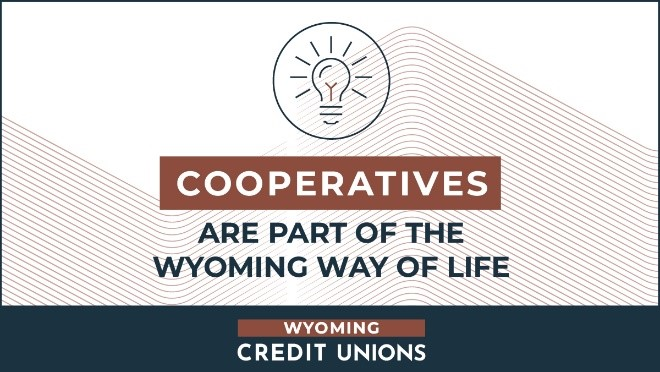 COOPERATIVES
ARE PART OF THE
WYOMING WAY OF LIFE
WYOMING
CREDIT UNIONS